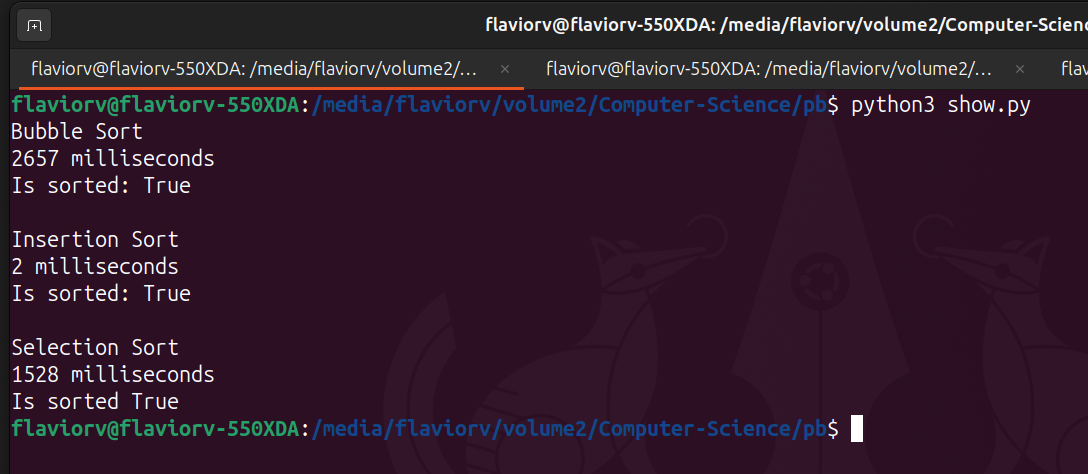 flaviorv@flaviorv-550XDA: /media/flaviorv/volume2/Computer-Scienc
flaviorv@flaviorv-550XDA: /media/flaviorv/volume2/... × flaviorv@flaviorv-550XDA: /media/flaviorv/volume2/... × flav
flaviorv@flaviorv-550XDA:/media/flaviorv/volume2/Computer-Science/pb$ python3 show.py
Bubble Sort
2657 milliseconds
Is sorted: True
Insertion Sort
2 milliseconds
Is sorted: True
Selection Sort
1528 milliseconds
Is sorted True
flaviorv@flaviorv-550XDA:/media/flaviorv/volume2/Computer-Science/pb$